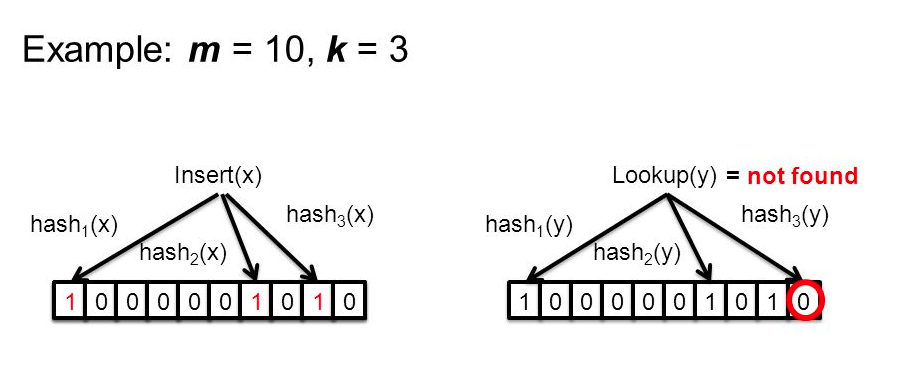 Example: m = 10, k = 3
Insert(x)
hash₁(x)
hash₂(x)
hash₃(x)
1 0 0 0 0 0 1 0 1 0
Lookup(y) = not found
hash₁(y)
hash₂(y)
hash₃(y)
1 0 0 0 0 0 1 0 1 0